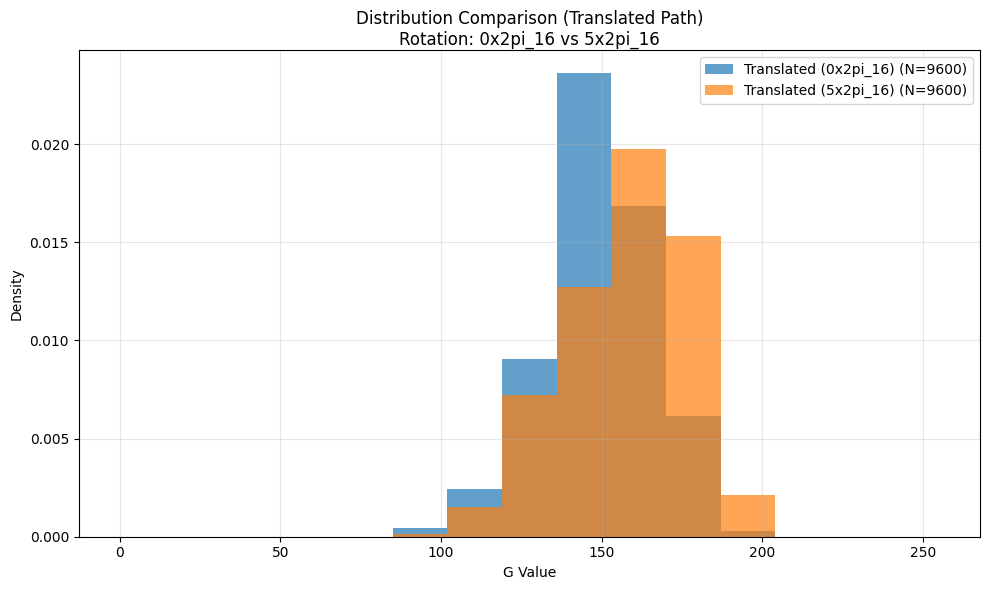 Distribution Comparison (Translated Path)
Rotation: 0x2pi_16 vs 5x2pi_16
Translated (0x2pi_16) (N=9600)
Translated (5x2pi_16) (N=9600)
Density
0.020
0.015
0.010
0.005
0.000
0 50 100 150 200 250
G Value